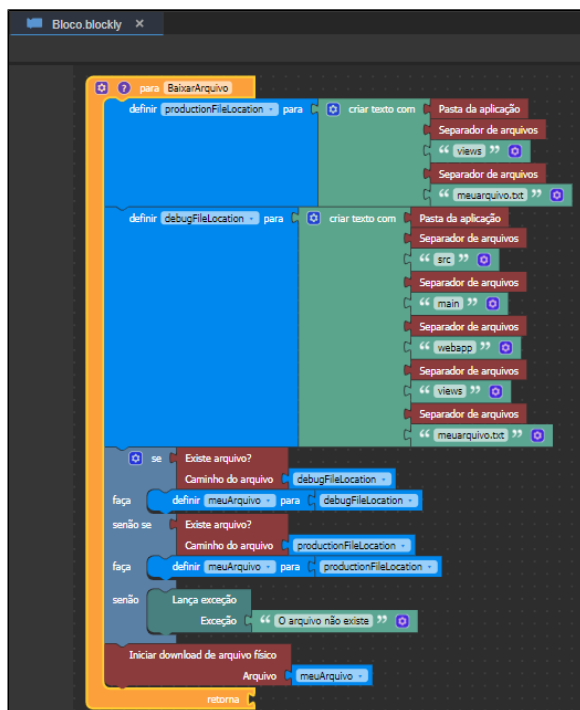 Bloco.blockly ×
? para BaixarArquivo
definir productionFileLocation para criar texto com Pasta da aplicação
Separador de arquivos
“ views ”
Separador de arquivos
“ meuarquivo.txt ”
definir debugFileLocation para criar texto com Pasta da aplicação
Separador de arquivos
“ src ”
Separador de arquivos
“ main ”
Separador de arquivos
“ webapp ”
Separador de arquivos
“ views ”
Separador de arquivos
“ meuarquivo.txt ”
se Existe arquivo?
Caminho do arquivo debugFileLocation
faça definir meuArquivo para debugFileLocation
senão se Existe arquivo?
Caminho do arquivo productionFileLocation
faça definir meuArquivo para productionFileLocation
senão Lança exceção
Exceção “ O arquivo não existe ”
Iniciar download de arquivo físico
Arquivo meuArquivo
retorna